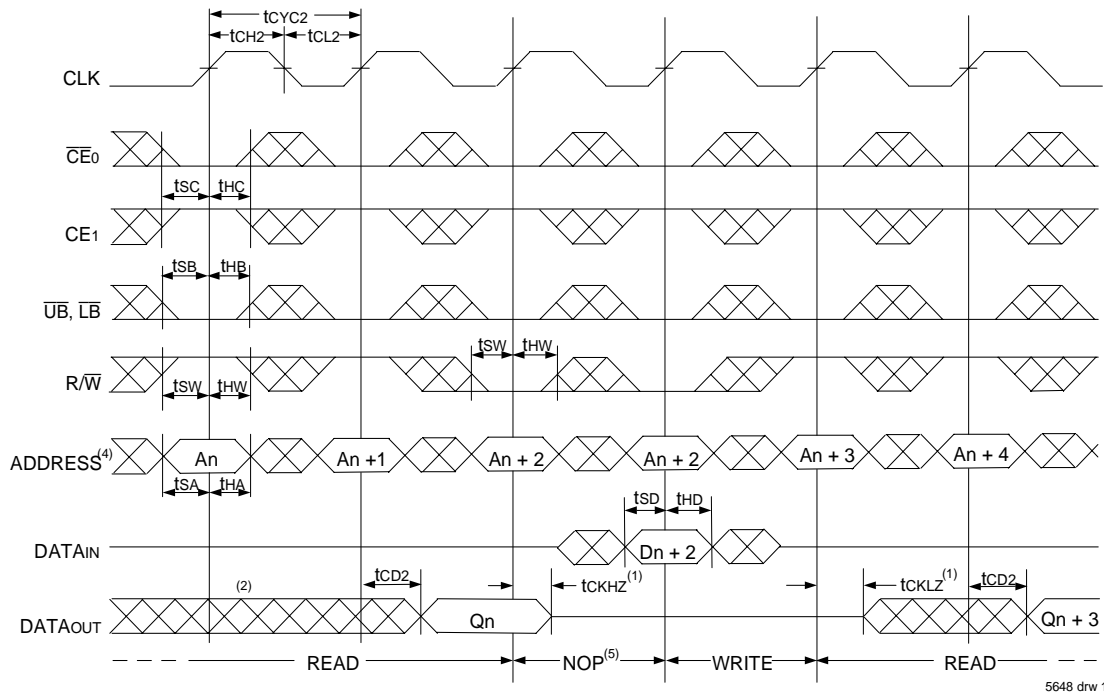 tCYC2
tCH2 tCL2
CLK
CE0
tSC tHC
CE1
tSB tHB
UB, LB
tSW tHW
R/W
tSW tHW
ADDRESS(4) An An +1 An + 2 An + 2 An + 3 An + 4
tSA tHA
tSD tHD
DATAIN Dn + 2
(2) tCD2 tCKHZ(1) tCKLZ(1) tCD2
DATAOUT Qn Qn + 3
READ NOP(5) WRITE READ
5648 drw 1